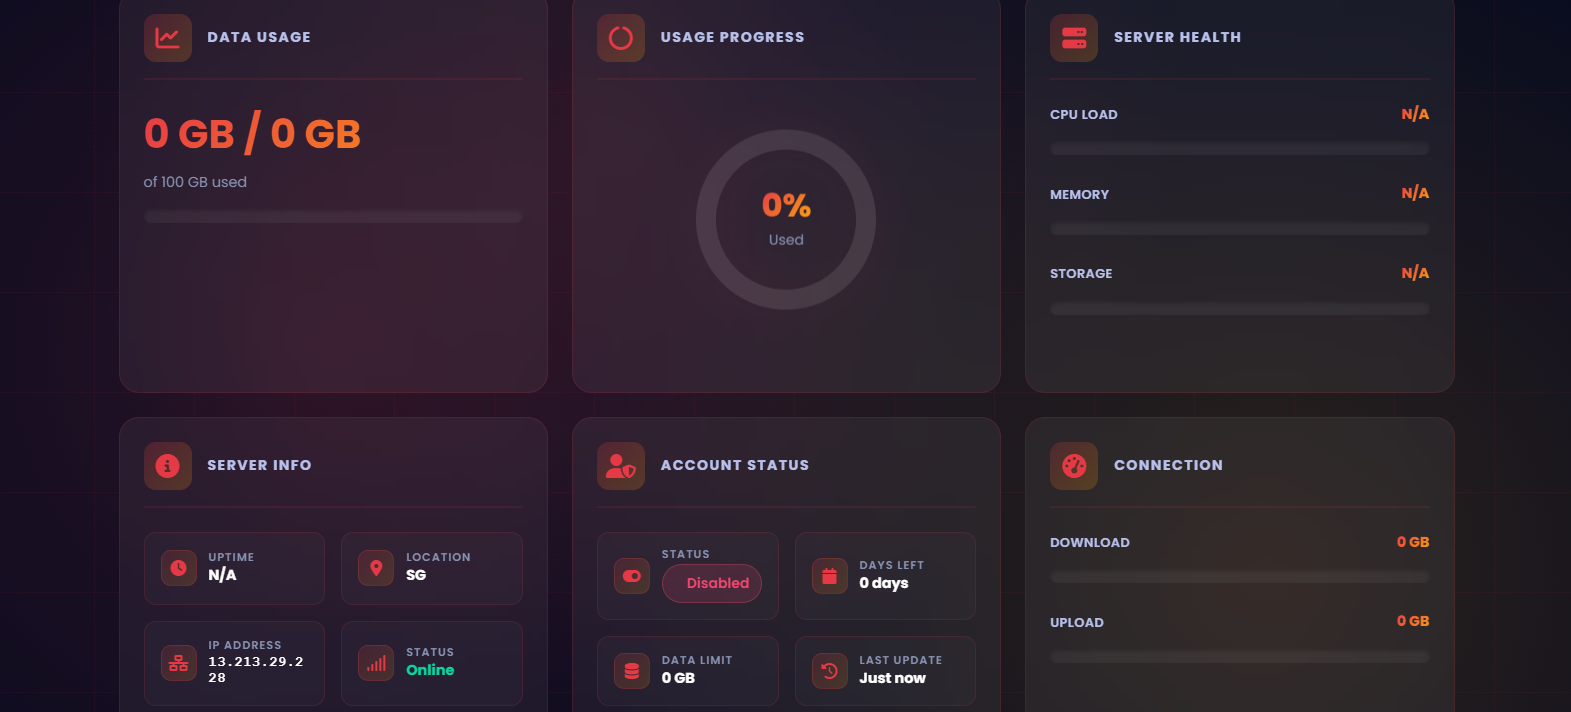 DATA USAGE
0 GB / 0 GB
of 100 GB used
USAGE PROGRESS
0%
Used
SERVER HEALTH
CPU LOAD N/A
MEMORY N/A
STORAGE N/A
SERVER INFO
UPTIME
N/A
LOCATION
SG
IP ADDRESS
13.213.29.2
28
STATUS
Online
ACCOUNT STATUS
STATUS
Disabled
DAYS LEFT
0 days
DATA LIMIT
0 GB
LAST UPDATE
Just now
CONNECTION
DOWNLOAD 0 GB
UPLOAD 0 GB